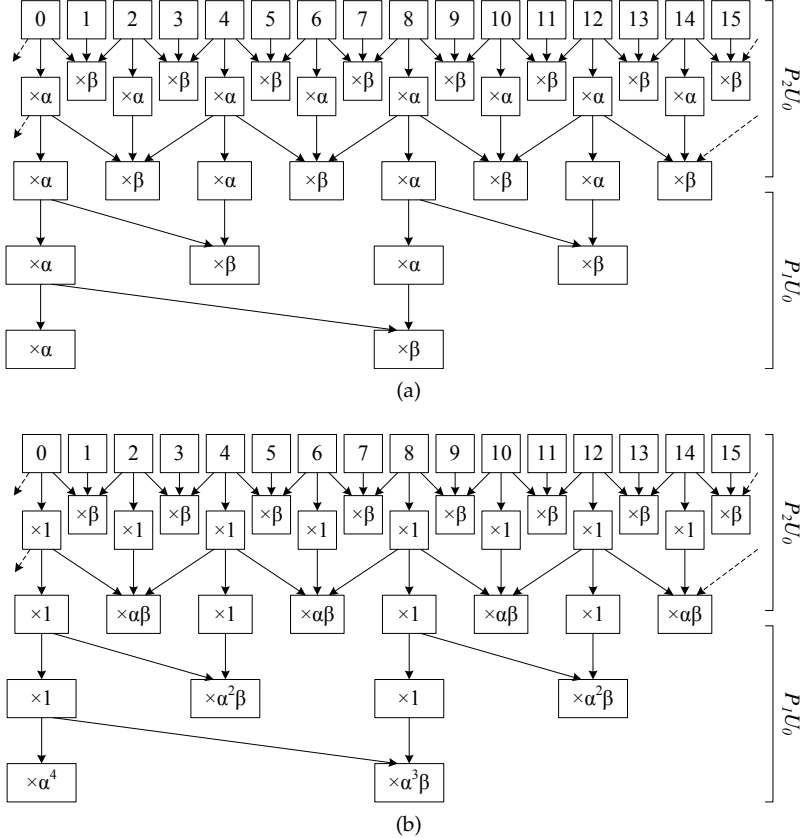 0 1 2 3 4 5 6 7 8 9 10 11 12 13 14 15
×β ×β ×β ×β ×β ×β ×β ×β
×α ×α ×α ×α ×α ×α ×α ×α
P₂U₀
×α ×β ×α ×β ×α ×β ×α ×β
×α ×β ×α ×β
P₁U₀
×α ×β
(a)
0 1 2 3 4 5 6 7 8 9 10 11 12 13 14 15
×β ×β ×β ×β ×β ×β ×β ×β
×1 ×1 ×1 ×1 ×1 ×1 ×1 ×1
P₂U₀
×1 ×αβ ×1 ×αβ ×1 ×αβ ×1 ×αβ
×1 ×α²β ×1 ×α²β
P₁U₀
×α⁴ ×α³β
(b)